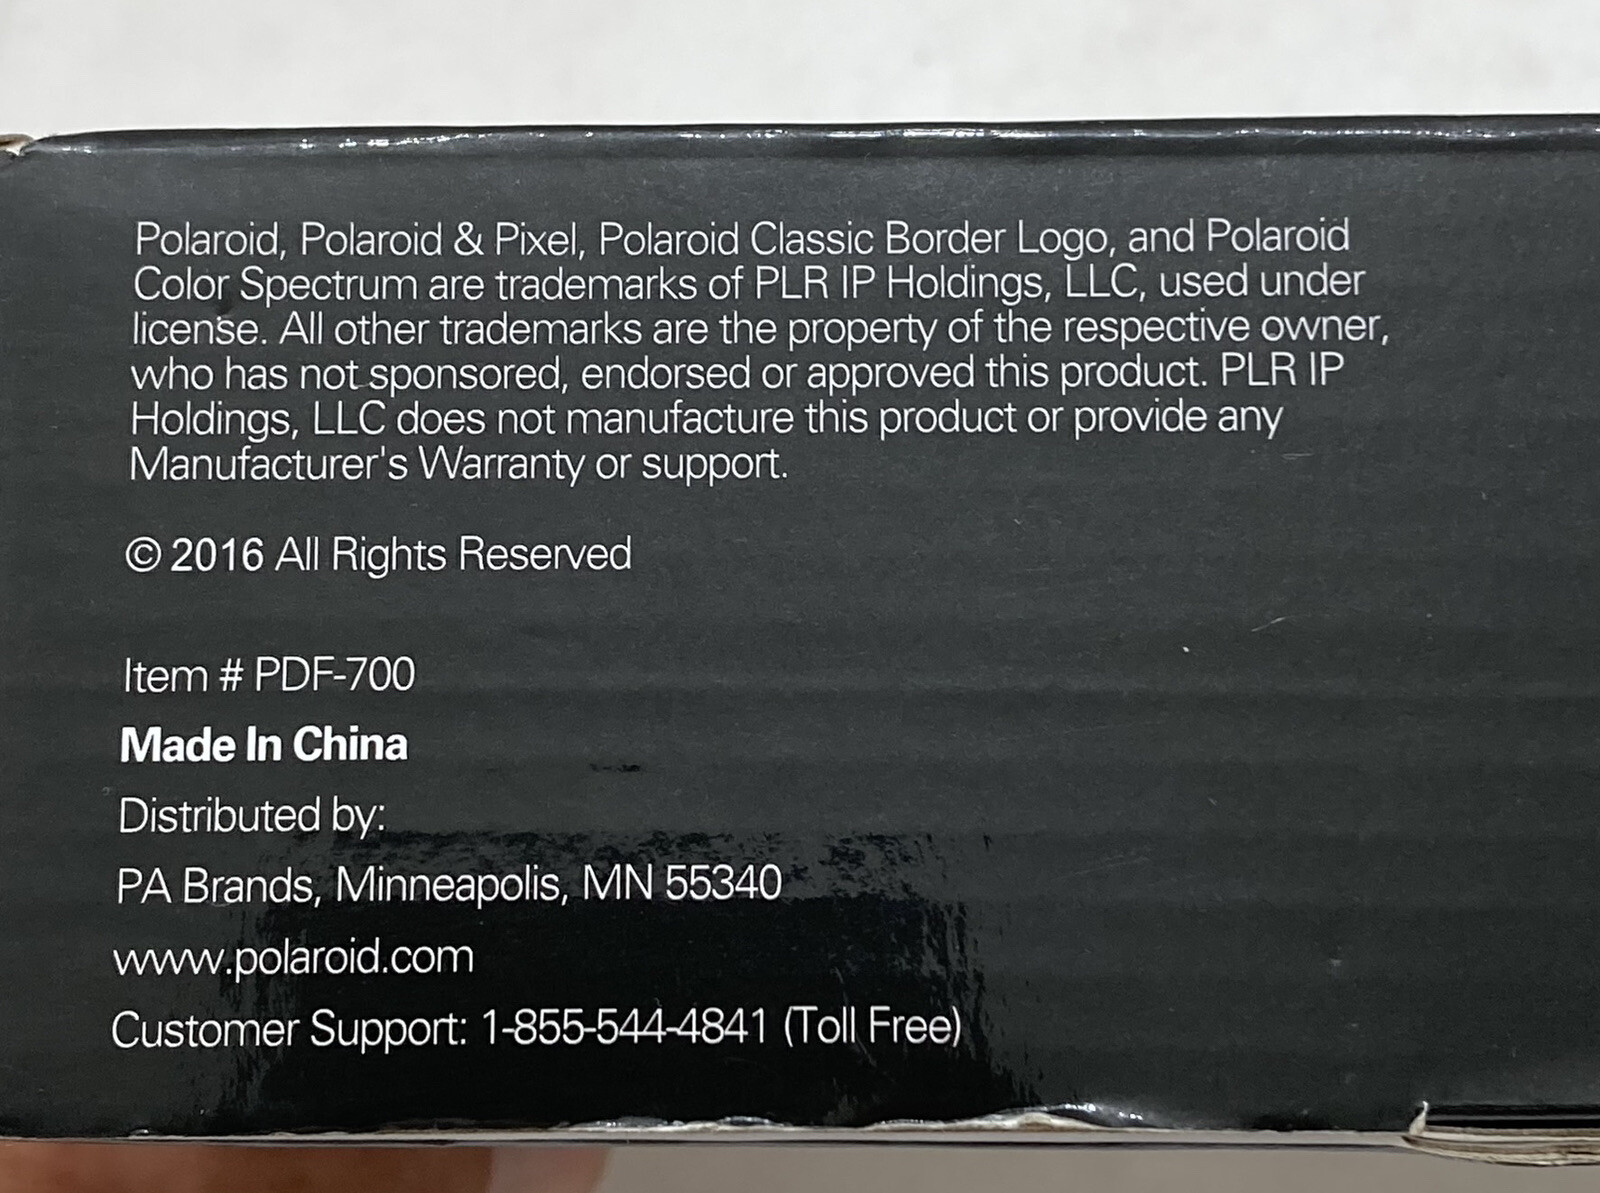 Polaroid, Polaroid & Pixel, Polaroid Classic Border Logo, and Polaroid
Color Spectrum are trademarks of PLR IP Holdings, LLC, used under
license. All other trademarks are the property of the respective owner,
who has not sponsored, endorsed or approved this product. PLR IP
Holdings, LLC does not manufacture this product or provide any
Manufacturer's Warranty or support.
© 2016 All Rights Reserved
Item # PDF-700
Made In China
Distributed by:
PA Brands, Minneapolis, MN 55340
www.polaroid.com
Customer Support: 1-855-544-4841 (Toll Free)